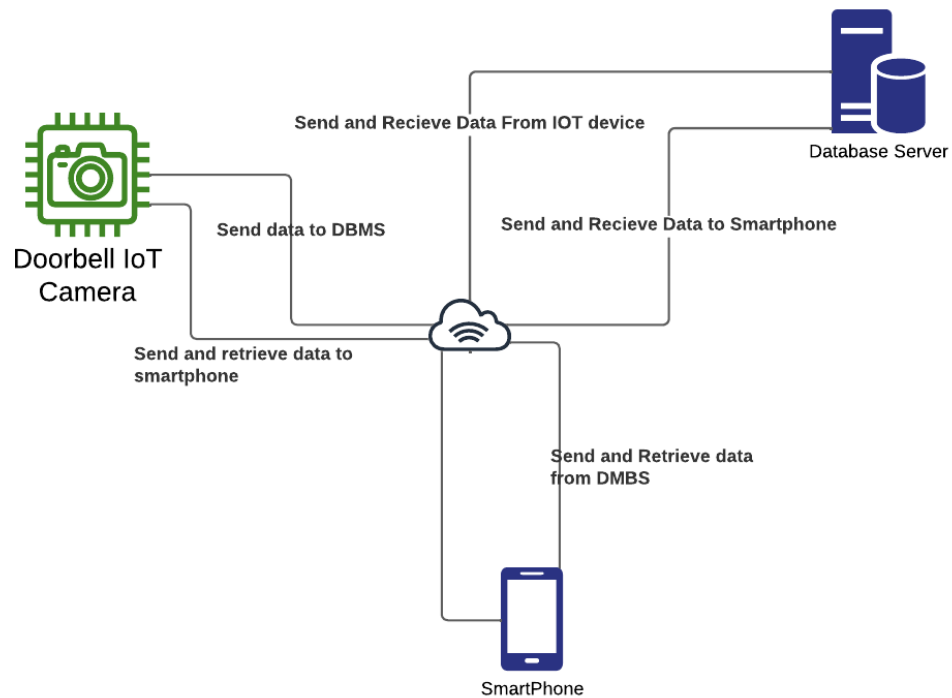 Send and Recieve Data From IOT device
Database Server
Send data to DBMS
Send and Recieve Data to Smartphone
Doorbell IoT
Camera
Send and retrieve data to
smartphone
Send and Retrieve data
from DMBS
SmartPhone